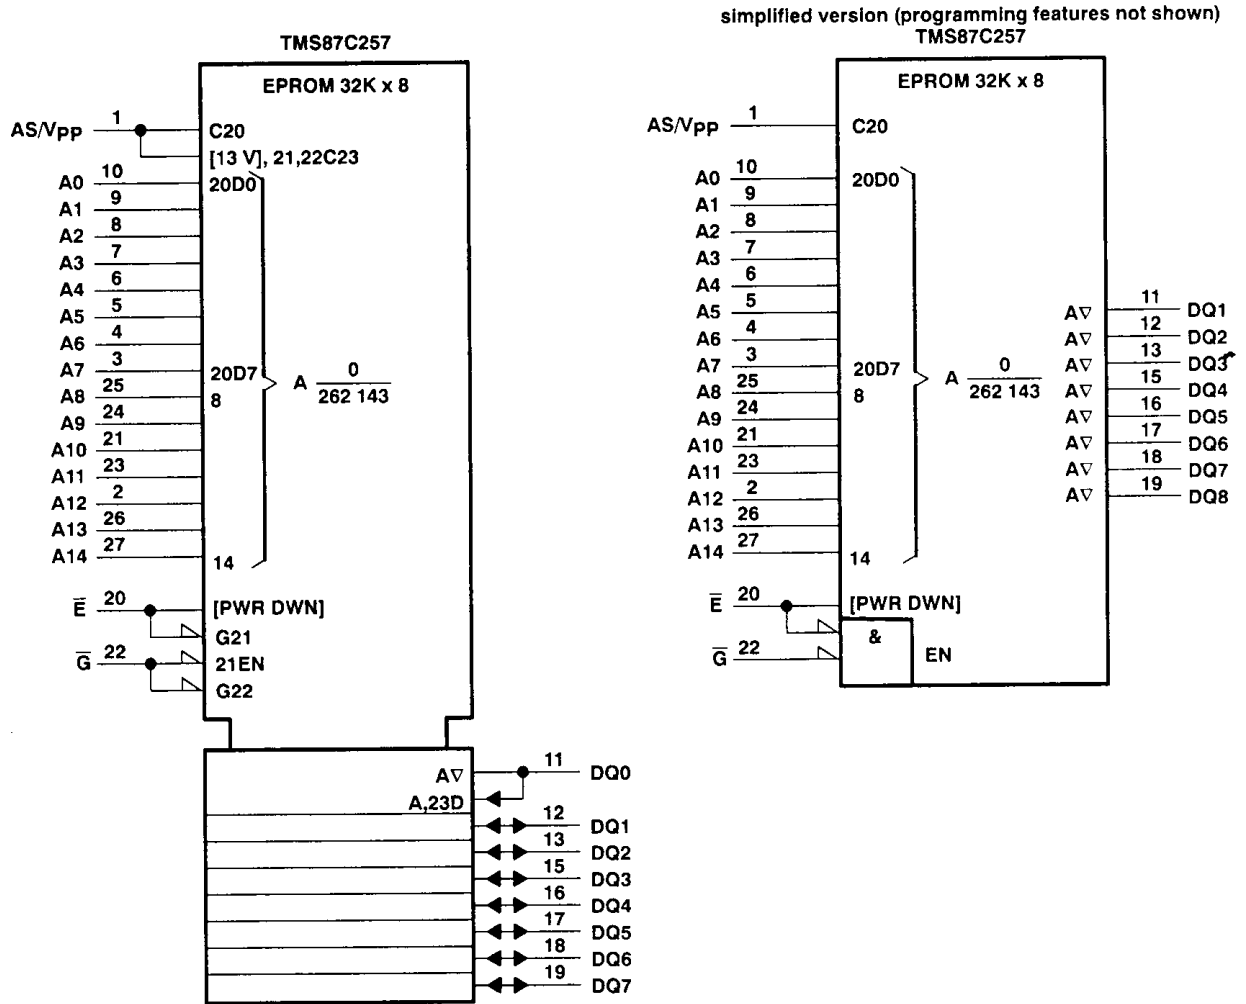 TMS87C257
EPROM 32K x 8
AS/VPP 1 C20
[13 V], 21,22C23
A0 10 20D0
A1 9
A2 8
A3 7
A4 6
A5 5
A6 4
A7 3 20D7
A8 25 8
A9 24
A10 21
A11 23
A12 2
A13 26
A14 27 14
A 0
262 143
E 20 [PWR DWN]
G21
G 22 21EN
G22
A▽ 11 DQ0
A,23D
12 DQ1
13 DQ2
15 DQ3
16 DQ4
17 DQ5
18 DQ6
19 DQ7
simplified version (programming features not shown)
TMS87C257
EPROM 32K x 8
AS/VPP 1 C20
A0 10 20D0
A1 9
A2 8
A3 7
A4 6
A5 5
A6 4
A7 3 20D7
A8 25 8
A9 24
A10 21
A11 23
A12 2
A13 26
A14 27 14
A 0
262 143
A▽ 11 DQ1
A▽ 12 DQ2
A▽ 13 DQ3
A▽ 15 DQ4
A▽ 16 DQ5
A▽ 17 DQ6
A▽ 18 DQ7
A▽ 19 DQ8
E 20 [PWR DWN]
&
G 22 EN